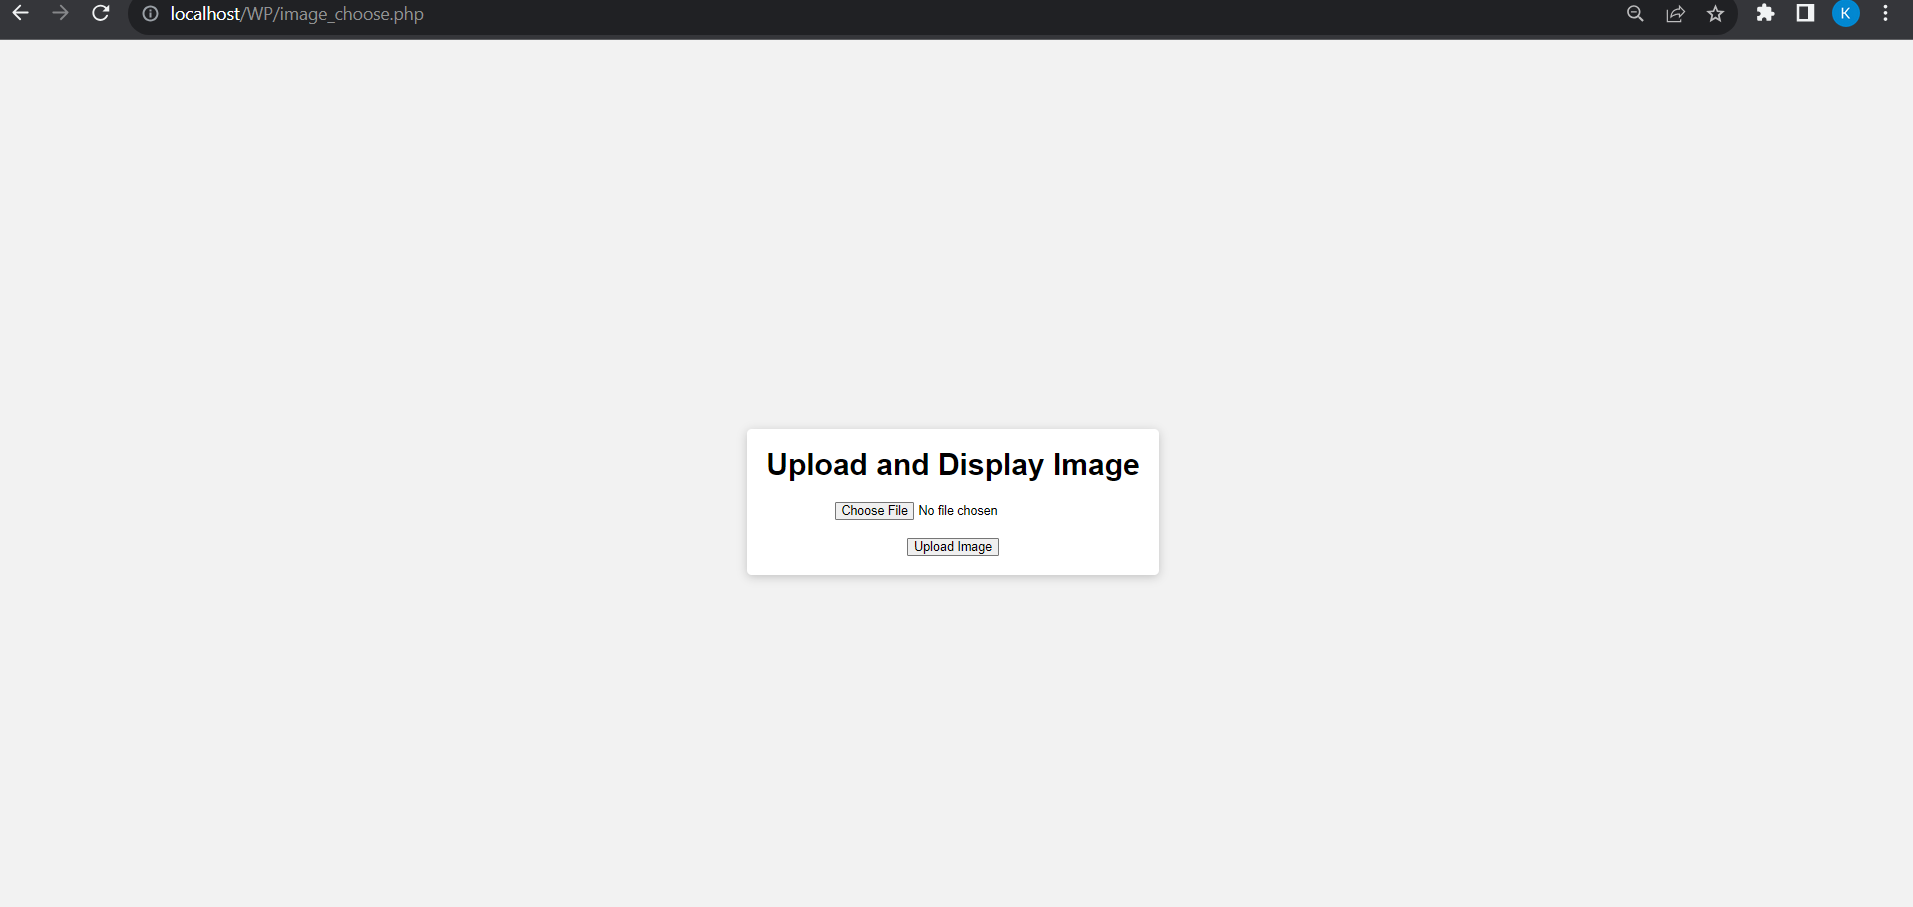 localhost/WP/image_choose.php
K
Upload and Display Image
Choose File No file chosen
Upload Image